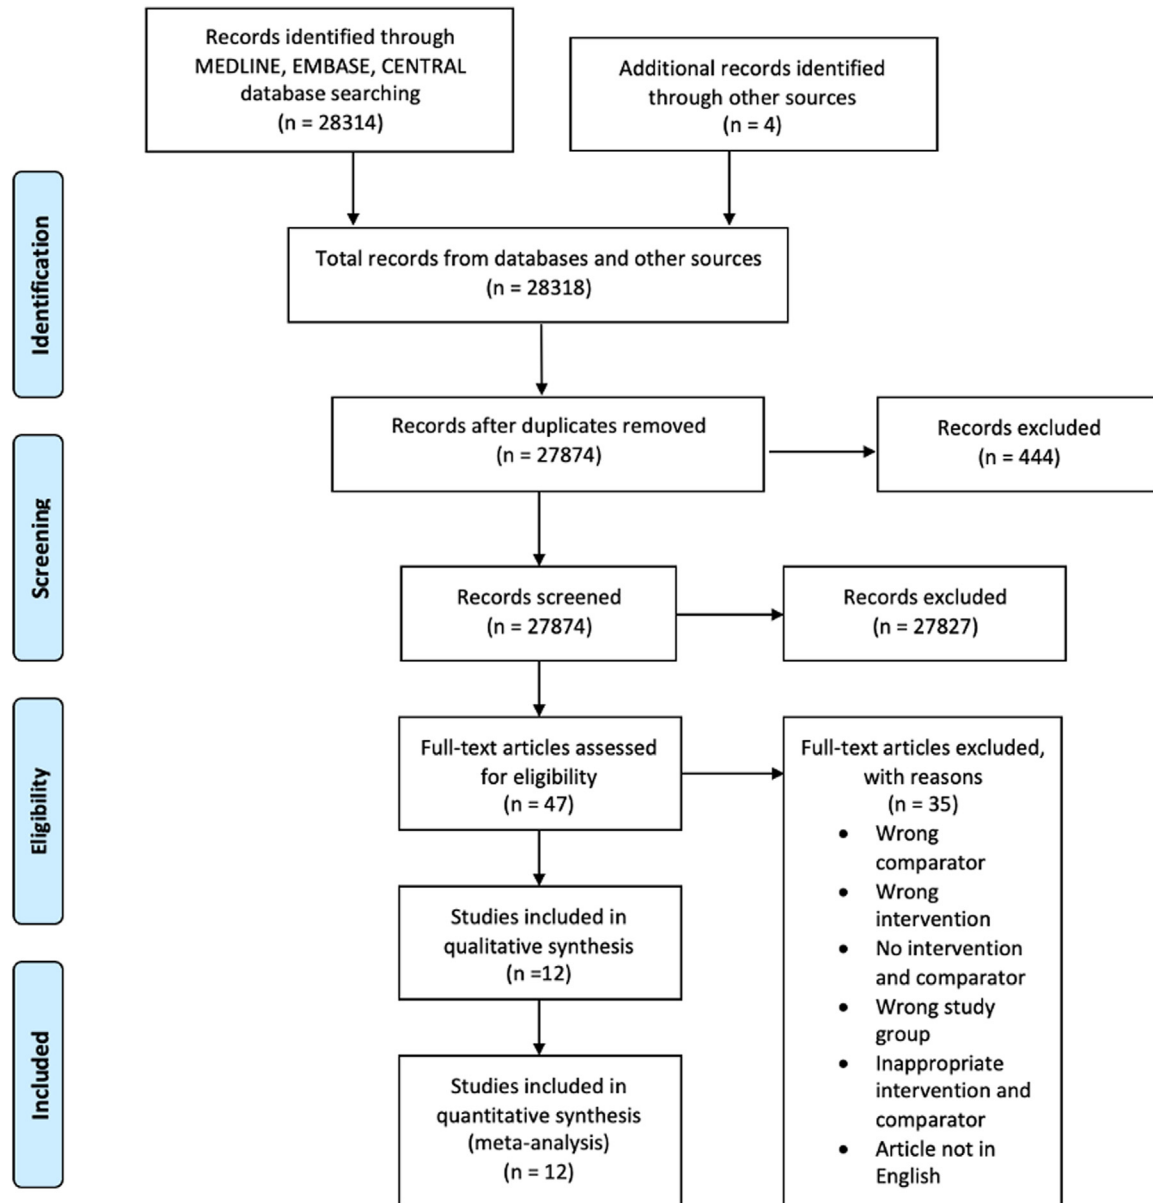 Records identified through
MEDLINE, EMBASE, CENTRAL
database searching
(n = 28314)
Additional records identified
through other sources
(n = 4)
Identification
Total records from databases and other sources
(n = 28318)
Records after duplicates removed
(n = 27874)
Records excluded
(n = 444)
Screening
Records screened
(n = 27874)
Records excluded
(n = 27827)
Eligibility
Full-text articles assessed
for eligibility
(n = 47)
Full-text articles excluded,
with reasons
(n = 35)
• Wrong
comparator
• Wrong
intervention
• No intervention
and comparator
• Wrong study
group
• Inappropriate
intervention and
comparator
• Article not in
English
Studies included in
qualitative synthesis
(n =12)
Included
Studies included in
quantitative synthesis
(meta-analysis)
(n = 12)